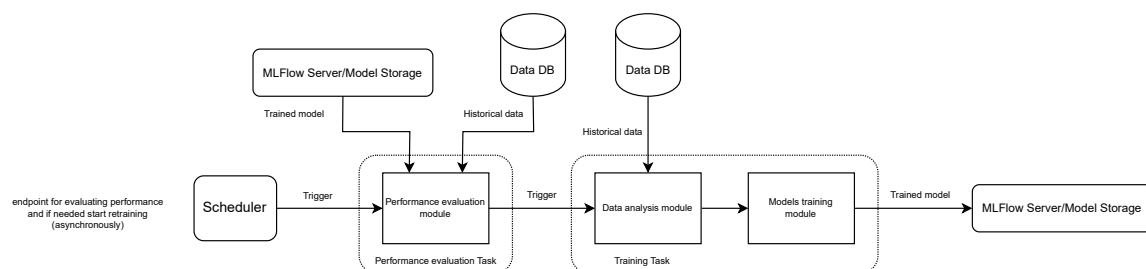 Data DB
Data DB
MLFlow Server/Model Storage
Trained model
Historical data
Historical data
endpoint for evaluating performance
and if needed start retraining
(asynchronously)
Scheduler
Trigger
Performance evaluation
module
Trigger
Data analysis module
Models training
module
Trained model
MLFlow Server/Model Storage
Performance evaluation Task
Training Task